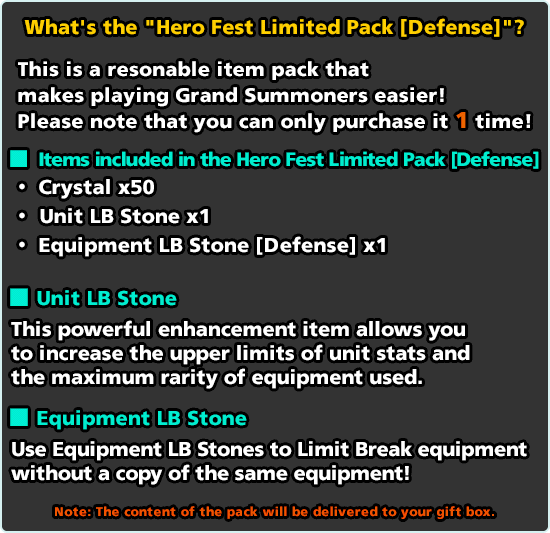 What's the "Hero Fest Limited Pack [Defense]"?
This is a resonable item pack that
makes playing Grand Summoners easier!
Please note that you can only purchase it 1 time!
■ Items included in the Hero Fest Limited Pack [Defense]
• Crystal x50
• Unit LB Stone x1
• Equipment LB Stone [Defense] x1
■ Unit LB Stone
This powerful enhancement item allows you
to increase the upper limits of unit stats and
the maximum rarity of equipment used.
■ Equipment LB Stone
Use Equipment LB Stones to Limit Break equipment
without a copy of the same equipment!
Note: The content of the pack will be delivered to your gift box.